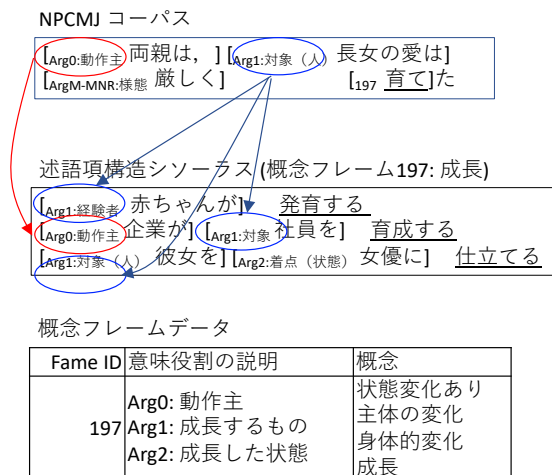 NPCMJ コーパス
[Arg0:動作主 両親は, ] [Arg1:対象（人） 長女の愛は]
[ArgM-MNR:様態 厳しく] [197 育て]た
述語項構造シソーラス (概念フレーム197: 成長)
[Arg1:経験者 赤ちゃんが] 発育する
[Arg0:動作主 企業が] [Arg1:対象 社員を] 育成する
[Arg1:対象（人） 彼女を] [Arg2:着点（状態） 女優に] 仕立てる
概念フレームデータ
Fame ID 意味役割の説明 概念
状態変化あり
Arg0: 動作主 主体の変化
197 Arg1: 成長するもの 身体的変化
Arg2: 成長した状態 成長